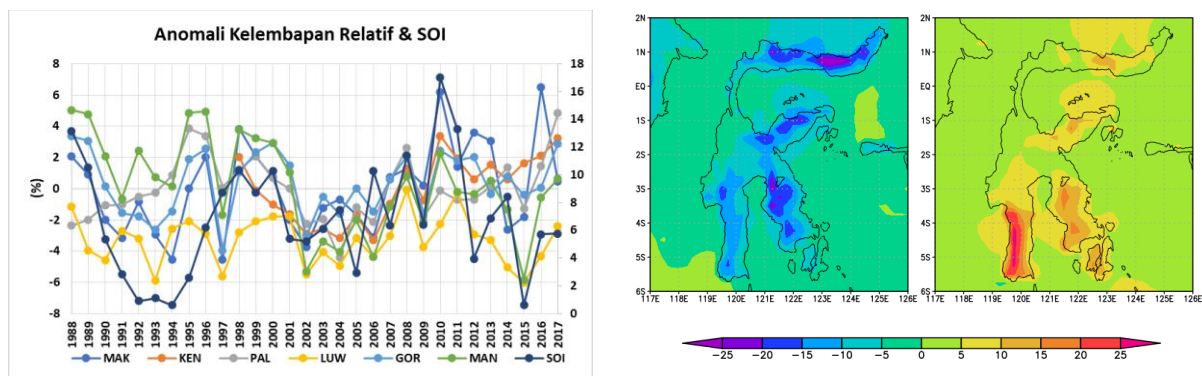 Anomali Kelembapan Relatif & SOI
(%)
8
6
4
2
0
-2
-4
-6
-8
18
16
14
12
10
8
6
4
2
0
1988 1989 1990 1991 1992 1993 1994 1995 1996 1997 1998 1999 2000 2001 2002 2003 2004 2005 2006 2007 2008 2009 2010 2011 2012 2013 2014 2015 2016 2017
MAK KEN PAL LUW GOR MAN SOI
2N
1N
EQ
1S
2S
3S
4S
5S
6S
117E 118E 119E 120E 121E 122E 123E 124E 125E 126E
2N
1N
EQ
1S
2S
3S
4S
5S
6S
117E 118E 119E 120E 121E 122E 123E 124E 125E 126E
−25 −20 −15 −10 −5 0 5 10 15 20 25